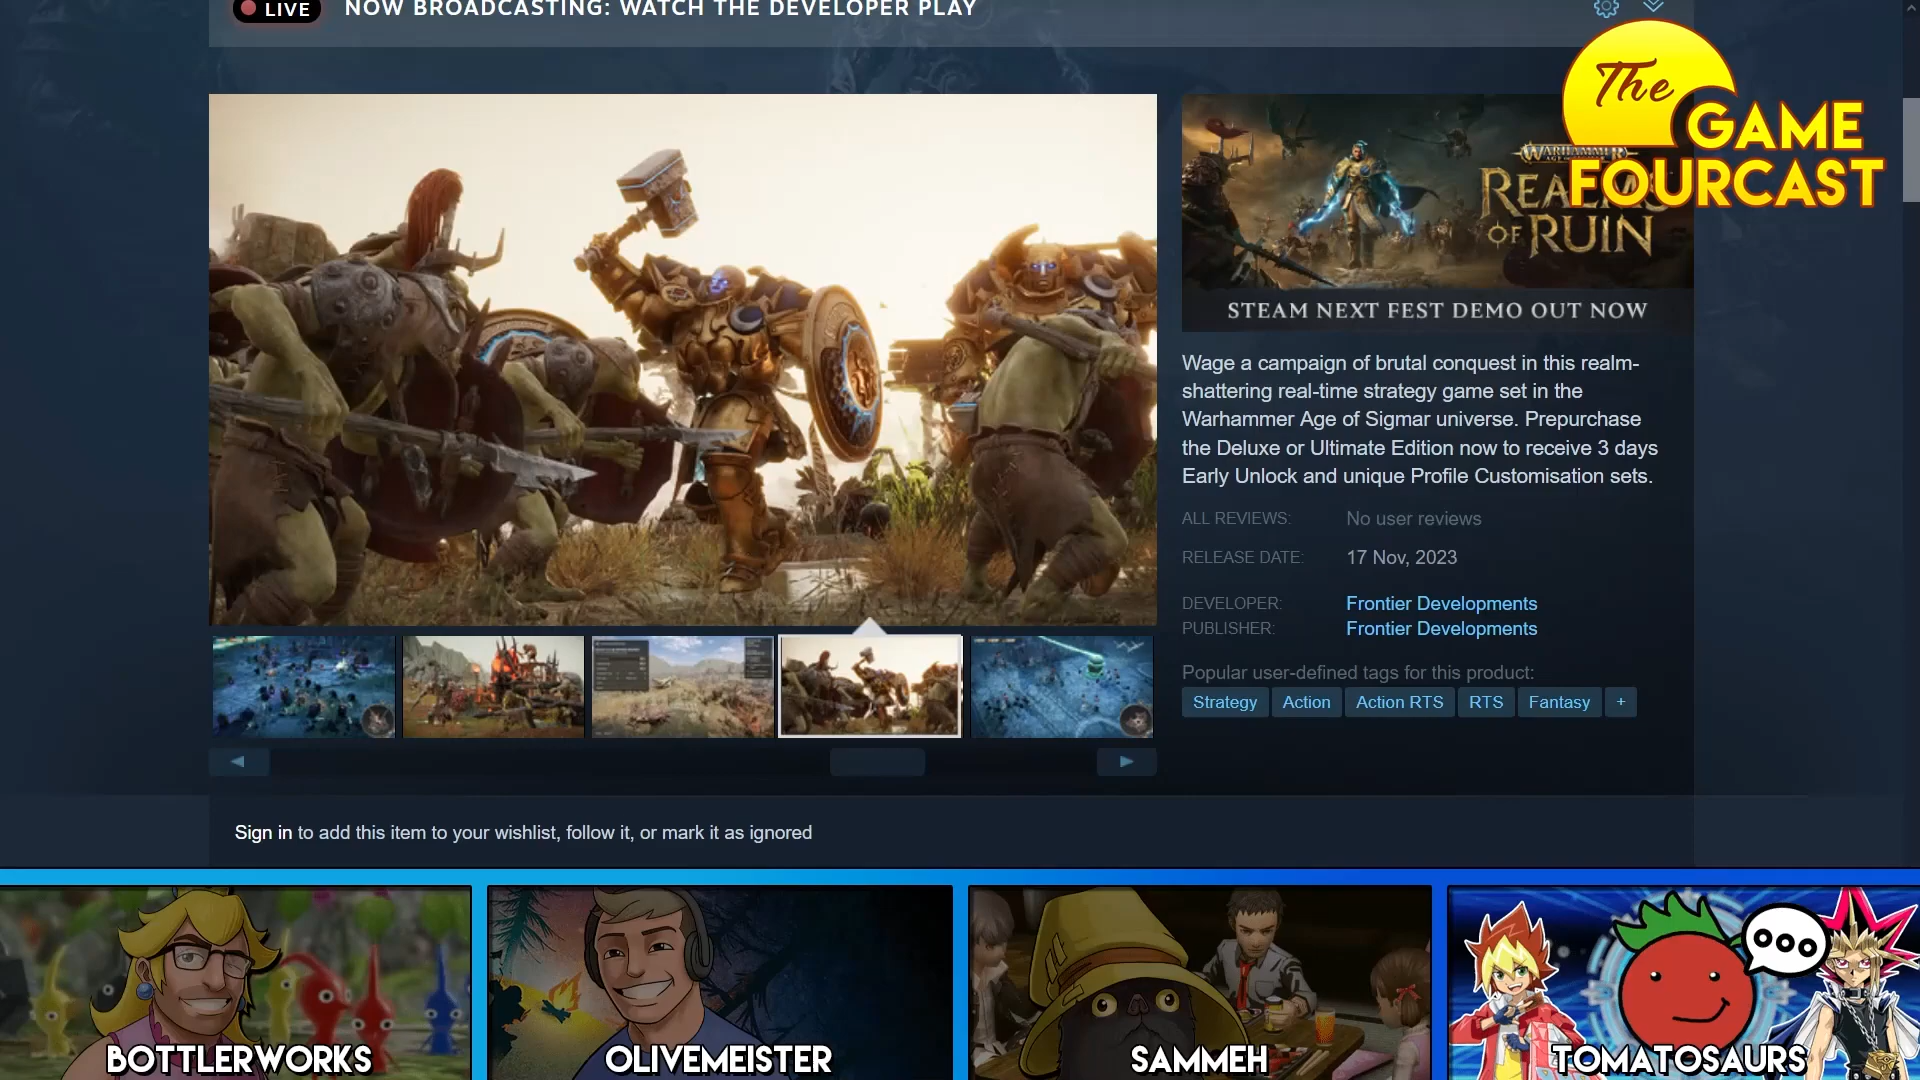 LIVE
NOW BROADCASTING: WATCH THE DEVELOPER PLAY
The
GAME
FOURCAST
WARHAMMER
REALMS
OF RUIN
STEAM NEXT FEST DEMO OUT NOW
Wage a campaign of brutal conquest in this realm-
shattering real-time strategy game set in the
Warhammer Age of Sigmar universe. Prepurchase
the Deluxe or Ultimate Edition now to receive 3 days
Early Unlock and unique Profile Customisation sets.
ALL REVIEWS: No user reviews
RELEASE DATE: 17 Nov, 2023
DEVELOPER: Frontier Developments
PUBLISHER: Frontier Developments
Popular user-defined tags for this product:
Strategy Action Action RTS RTS Fantasy +
Sign in to add this item to your wishlist, follow it, or mark it as ignored
BOTTLERWORKS OLIVEMEISTER SAMMEH TOMATOSAURS